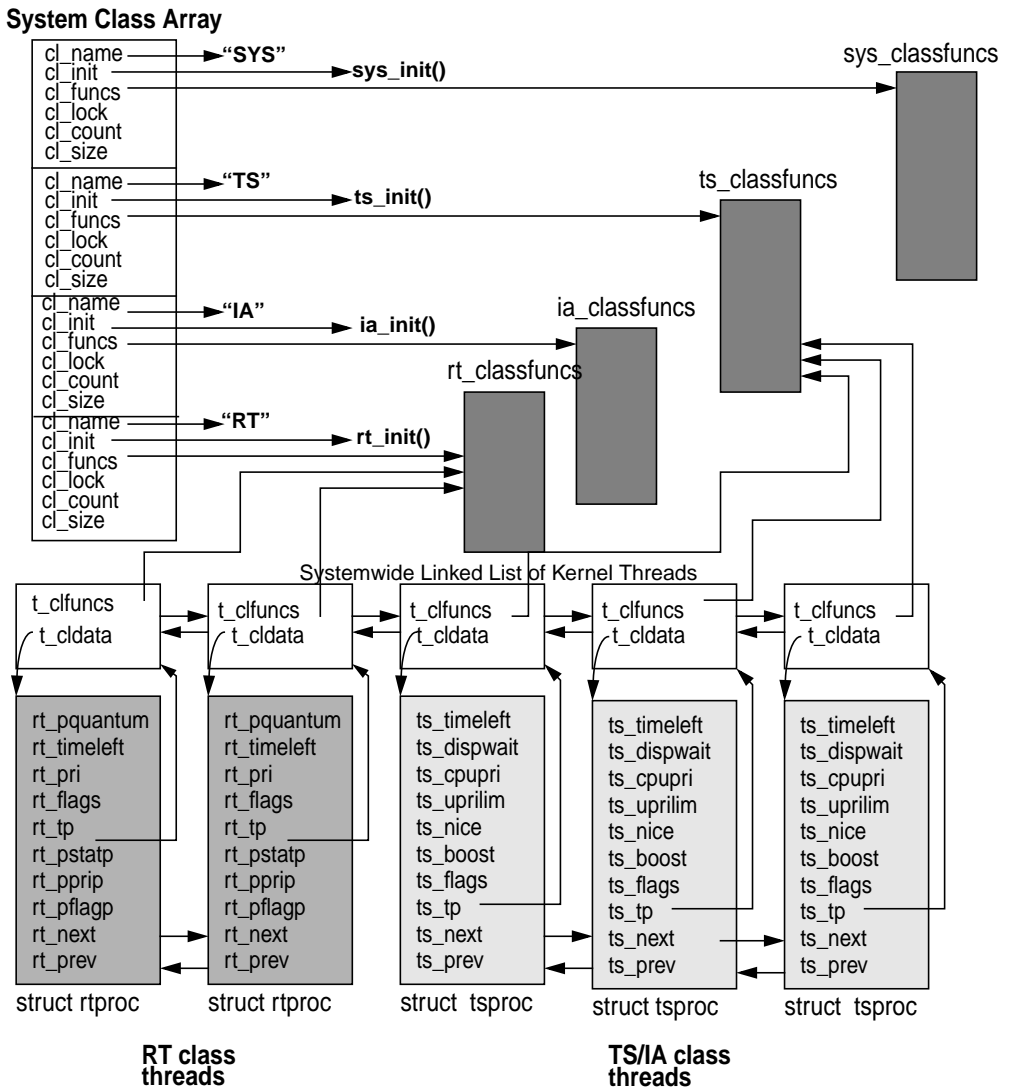 System Class Array
cl_name “SYS”
cl_init sys_init()
cl_funcs
cl_lock
cl_count
cl_size
sys_classfuncs
cl_name “TS”
cl_init ts_init()
cl_funcs
cl_lock
cl_count
cl_size
ts_classfuncs
cl_name “IA”
cl_init ia_init()
cl_funcs
cl_lock
cl_count
cl_size
ia_classfuncs
rt_classfuncs
cl_name “RT”
cl_init rt_init()
cl_funcs
cl_lock
cl_count
cl_size
Systemwide Linked List of Kernel Threads
t_clfuncs
t_cldata
t_clfuncs
t_cldata
t_clfuncs
t_cldata
t_clfuncs
t_cldata
t_clfuncs
t_cldata
rt_pquantum
rt_timeleft
rt_pri
rt_flags
rt_tp
rt_pstatp
rt_pprip
rt_pflagp
rt_next
rt_prev
struct rtproc
rt_pquantum
rt_timeleft
rt_pri
rt_flags
rt_tp
rt_pstatp
rt_pprip
rt_pflagp
rt_next
rt_prev
struct rtproc
ts_timeleft
ts_dispwait
ts_cpupri
ts_uprilim
ts_nice
ts_boost
ts_flags
ts_tp
ts_next
ts_prev
struct tsproc
ts_timeleft
ts_dispwait
ts_cpupri
ts_uprilim
ts_nice
ts_boost
ts_flags
ts_tp
ts_next
ts_prev
struct tsproc
ts_timeleft
ts_dispwait
ts_cpupri
ts_uprilim
ts_nice
ts_boost
ts_flags
ts_tp
ts_next
ts_prev
struct tsproc
RT class
threads
TS/IA class
threads